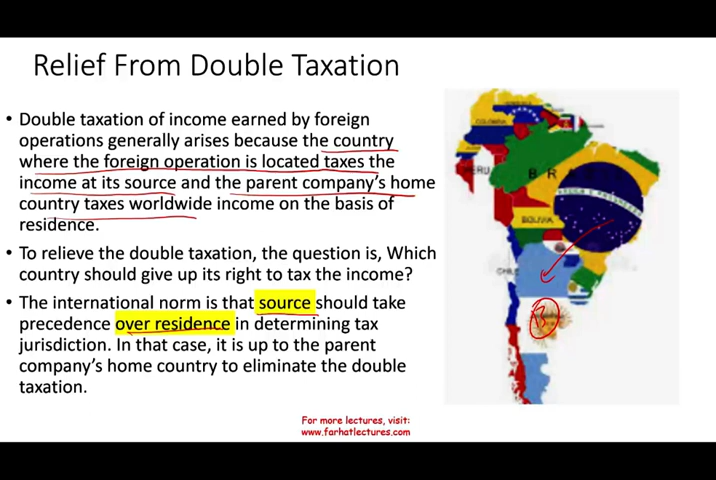 Relief From Double Taxation
• Double taxation of income earned by foreign
operations generally arises because the country
where the foreign operation is located taxes the
income at its source and the parent company's home
country taxes worldwide income on the basis of
residence.
• To relieve the double taxation, the question is, Which
country should give up its right to tax the income?
• The international norm is that source should take
precedence over residence in determining tax
jurisdiction. In that case, it is up to the parent
company's home country to eliminate the double
taxation.
COLOMBIA
PERU
B R
BOLIVIA
CHILE
B
For more lectures, visit:
www.farhatlectures.com